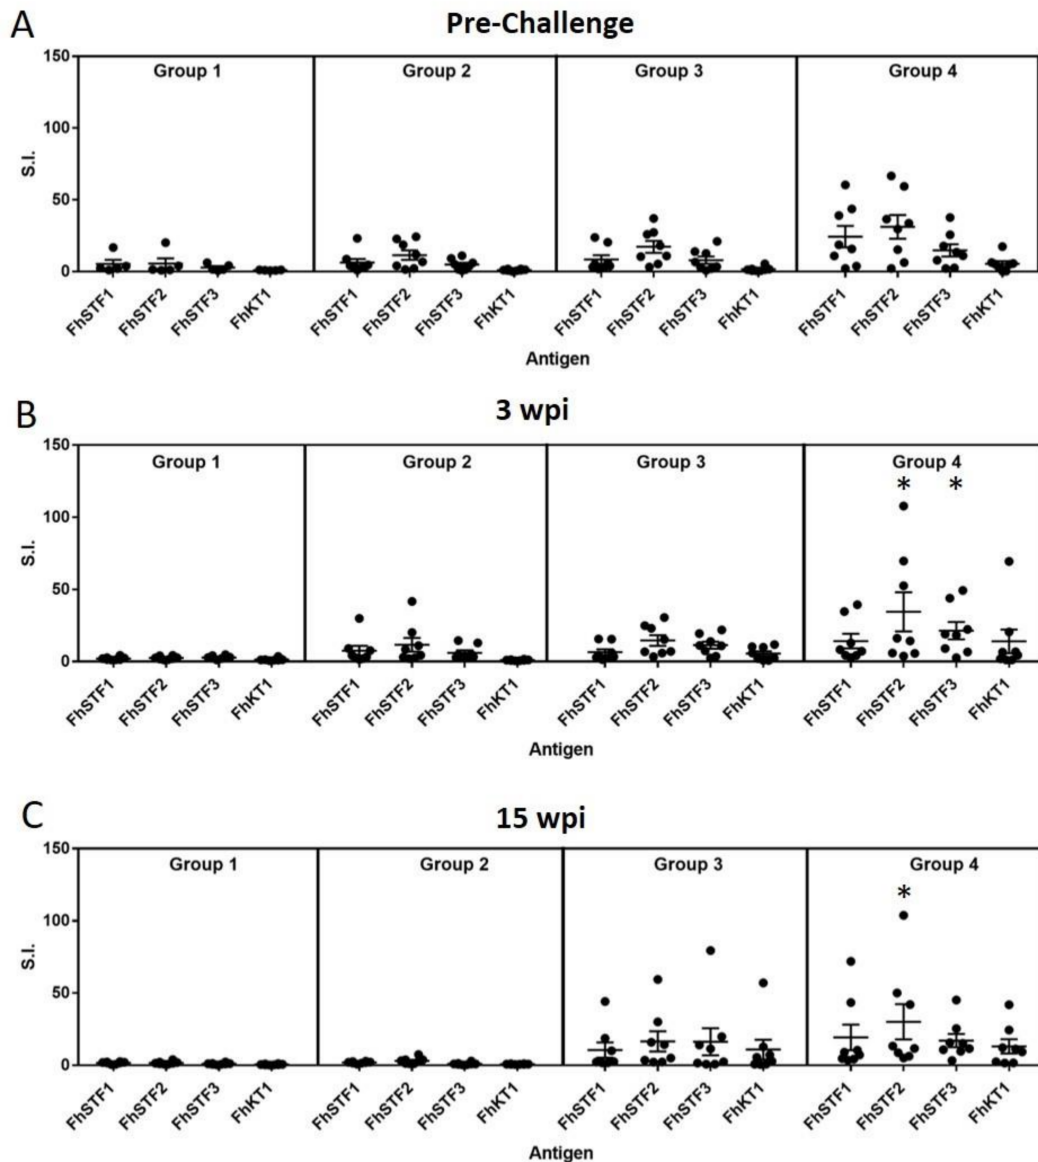 A
Pre-Challenge
150
100
50
0
S.I.
Group 1
Group 2
Group 3
Group 4
FhSTF1
FhSTF2
FhSTF3
FhKT1
FhSTF1
FhSTF2
FhSTF3
FhKT1
FhSTF1
FhSTF2
FhSTF3
FhKT1
FhSTF1
FhSTF2
FhSTF3
FhKT1
Antigen
B
3 wpi
150
100
50
0
S.I.
Group 1
Group 2
Group 3
Group 4
* *
FhSTF1
FhSTF2
FhSTF3
FhKT1
FhSTF1
FhSTF2
FhSTF3
FhKT1
FhSTF1
FhSTF2
FhSTF3
FhKT1
FhSTF1
FhSTF2
FhSTF3
FhKT1
Antigen
C
15 wpi
150
100
50
0
S.I.
Group 1
Group 2
Group 3
Group 4
*
FhSTF1
FhSTF2
FhSTF3
FhKT1
FhSTF1
FhSTF2
FhSTF3
FhKT1
FhSTF1
FhSTF2
FhSTF3
FhKT1
FhSTF1
FhSTF2
FhSTF3
FhKT1
Antigen